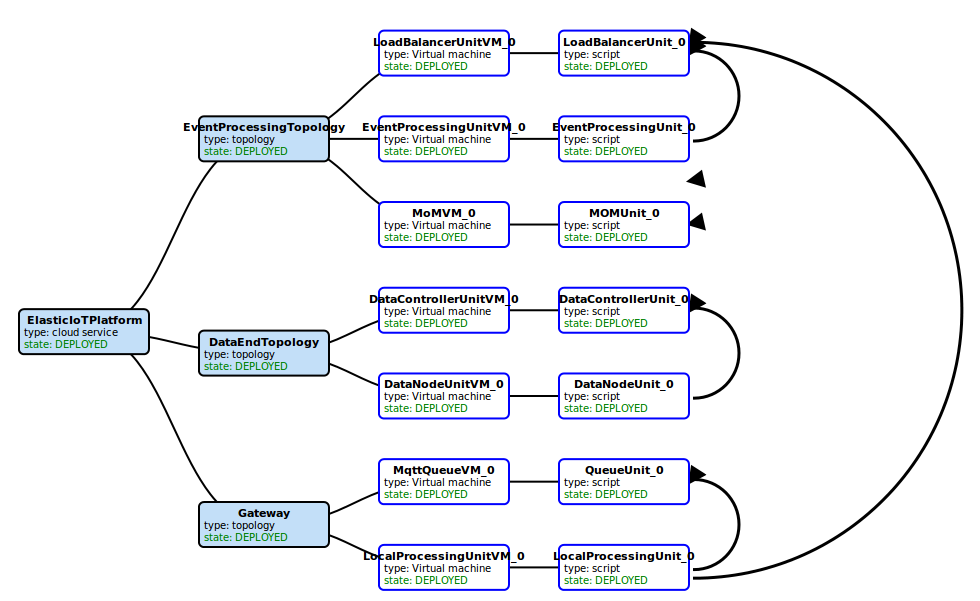 LoadBalancerUnitVM_0
type: Virtual machine
state: DEPLOYED
LoadBalancerUnit_0
type: script
state: DEPLOYED
EventProcessingTopology
type: topology
state: DEPLOYED
EventProcessingUnitVM_0
type: Virtual machine
state: DEPLOYED
EventProcessingUnit_0
type: script
state: DEPLOYED
MoMVM_0
type: Virtual machine
state: DEPLOYED
MOMUnit_0
type: script
state: DEPLOYED
ElasticIoTPlatform
type: cloud service
state: DEPLOYED
DataEndTopology
type: topology
state: DEPLOYED
DataControllerUnitVM_0
type: Virtual machine
state: DEPLOYED
DataControllerUnit_0
type: script
state: DEPLOYED
DataNodeUnitVM_0
type: Virtual machine
state: DEPLOYED
DataNodeUnit_0
type: script
state: DEPLOYED
Gateway
type: topology
state: DEPLOYED
MqttQueueVM_0
type: Virtual machine
state: DEPLOYED
QueueUnit_0
type: script
state: DEPLOYED
LocalProcessingUnitVM_0
type: Virtual machine
state: DEPLOYED
LocalProcessingUnit_0
type: script
state: DEPLOYED